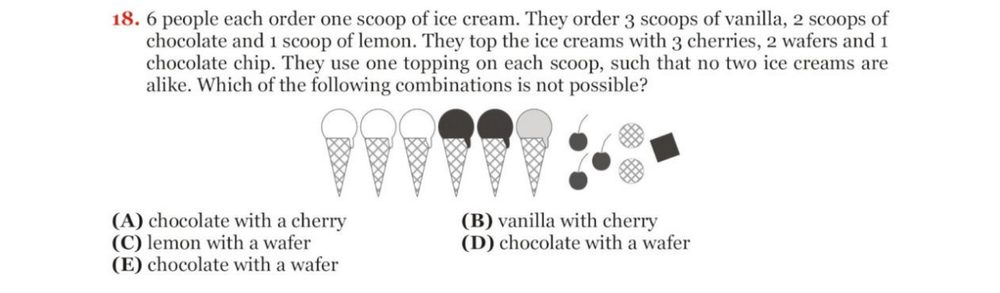 18. 6 people each order one scoop of ice cream. They order 3 scoops of vanilla, 2 scoops of
chocolate and 1 scoop of lemon. They top the ice creams with 3 cherries, 2 wafers and 1
chocolate chip. They use one topping on each scoop, such that no two ice creams are
alike. Which of the following combinations is not possible?
(A) chocolate with a cherry
(B) vanilla with cherry
(C) lemon with a wafer
(D) chocolate with a wafer
(E) chocolate with a wafer